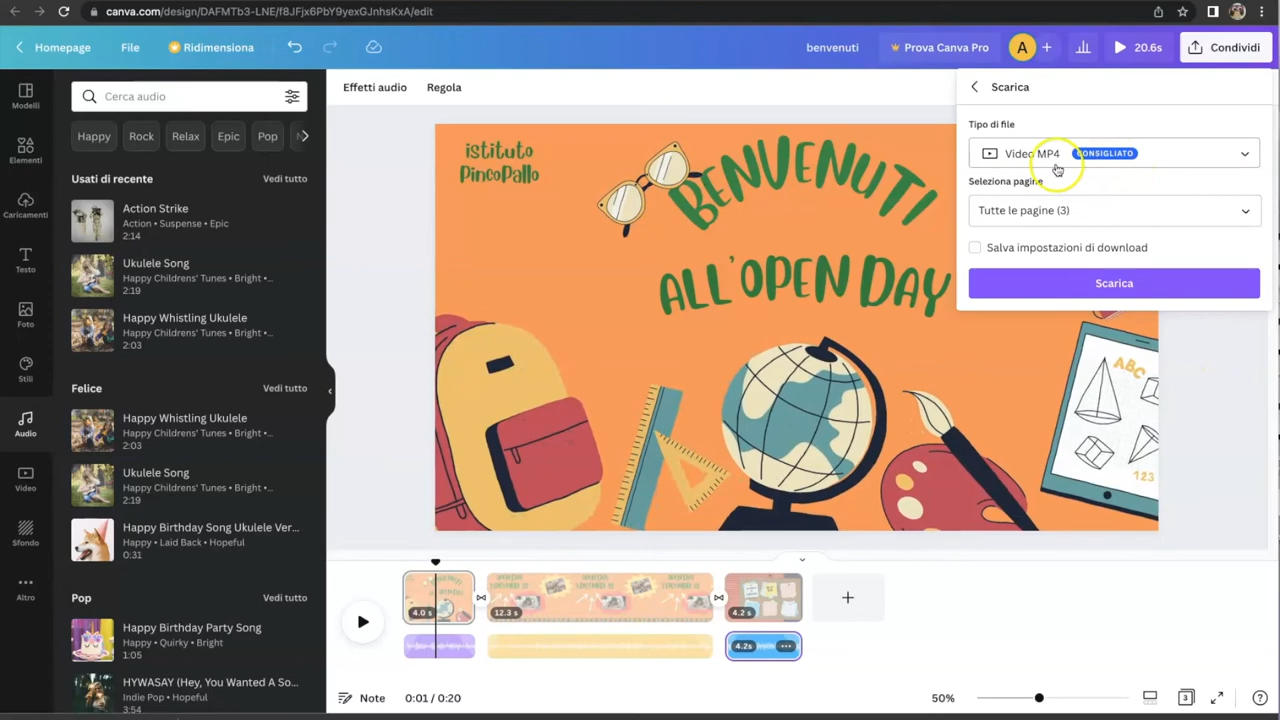 canva.com/design/DAFMTb3-LNE/f8JFjx6PbY9yexGJnhsKxA/edit
Homepage
File
Ridimensiona
benvenuti
Prova Canva Pro
A
20.6s
Condividi
Modelli
Elementi
Caricamenti
Testo
Foto
Stili
Audio
Video
Sfondo
Altro
Cerca audio
Happy
Rock
Relax
Epic
Pop
Usati di recente
Vedi tutto
Action Strike
Action • Suspense • Epic
2:14
Ukulele Song
Happy Childrens' Tunes • Bright •...
2:19
Happy Whistling Ukulele
Happy Childrens' Tunes • Bright •...
2:03
Felice
Vedi tutto
Happy Whistling Ukulele
Happy Childrens' Tunes • Bright •...
2:03
Ukulele Song
Happy Childrens' Tunes • Bright •...
2:19
Happy Birthday Song Ukulele Ver...
Happy • Laid Back • Hopeful
0:31
Pop
Vedi tutto
Happy Birthday Party Song
Happy • Quirky • Bright
1:05
HYWASAY (Hey, You Wanted A So...
Indie Pop • Hopeful
3:54
Effetti audio
Regola
istituto
PincoPallo
BENVENUTI
ALL'OPEN DAY
ABC
123
Scarica
Tipo di file
Video MP4
CONSIGLIATO
Seleziona pagine
Tutte le pagine (3)
Salva impostazioni di download
Scarica
4.0 s
12.3 s
4.2 s
4.2s
Note
0:01 / 0:20
50%
3